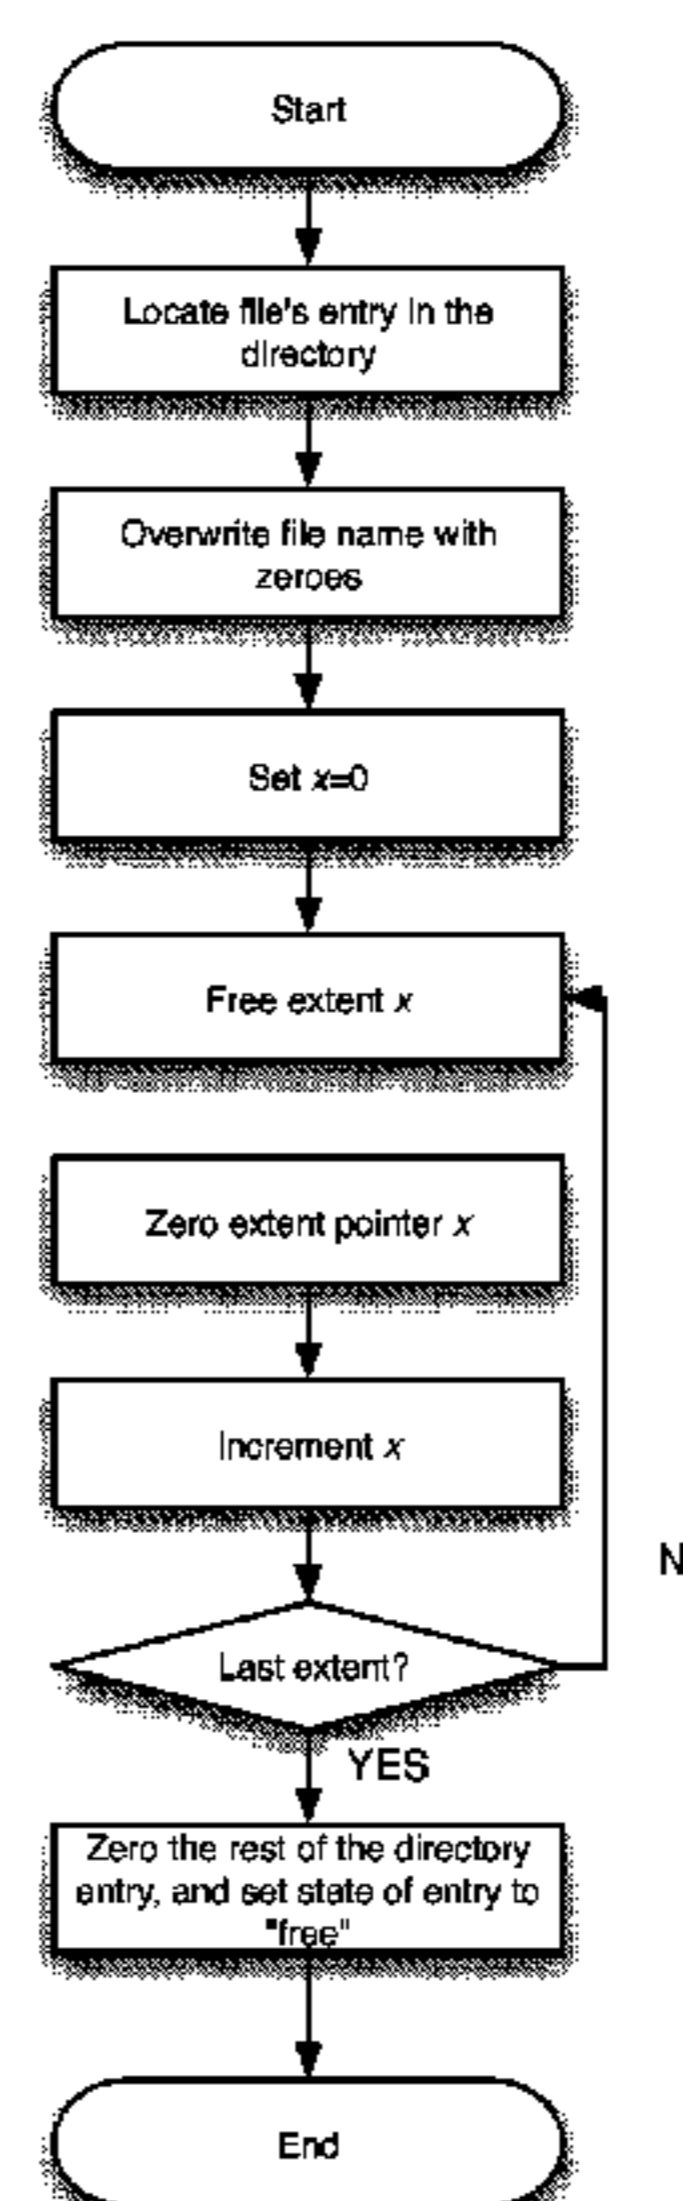 Start
Locate file's entry in the
directory
Overwrite file name with
zeroes
Set x=0
Free extent x
Zero extent pointer x
Increment x
N
Last extent?
YES
Zero the rest of the directory
entry, and set state of entry to
"free"
End